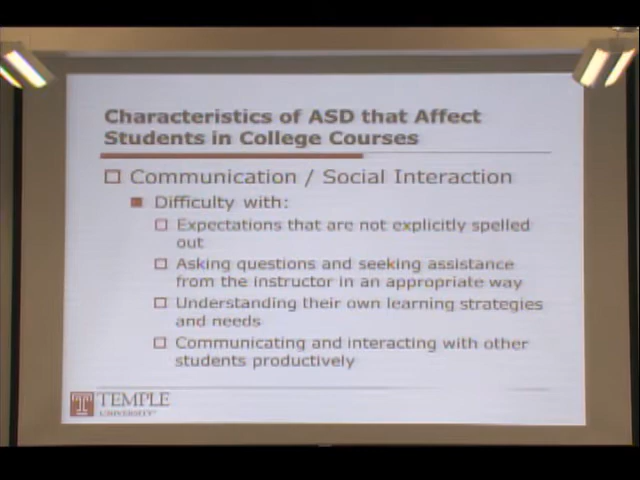 Characteristics of ASD that Affect
Students in College Courses
Communication / Social Interaction
Difficulty with:
Expectations that are not explicitly spelled
out
Asking questions and seeking assistance
from the instructor in an appropriate way
Understanding their own learning strategies
and needs
Communicating and interacting with other
students productively
TEMPLE
UNIVERSITY